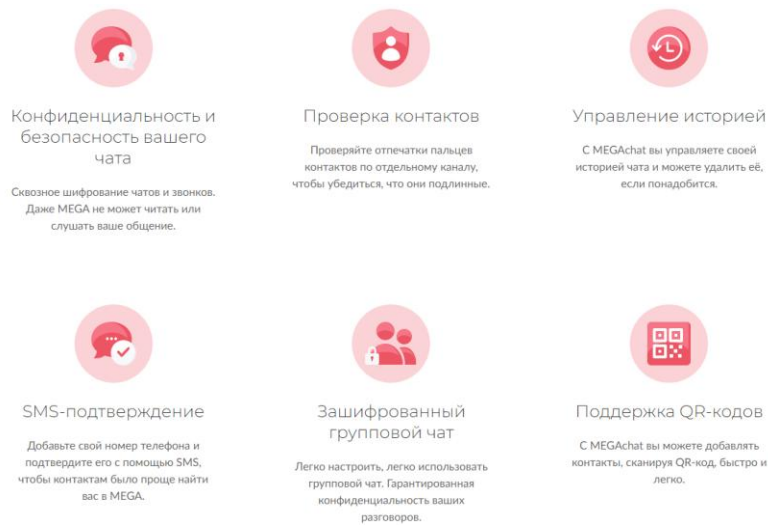 Конфиденциальность и
безопасность вашего
чата
Сквозное шифрование чатов и звонков.
Даже MEGA не может читать или
слушать ваше общение.
Проверка контактов
Проверяйте отпечатки пальцев
контактов по отдельному каналу,
чтобы убедиться, что они подлинные.
Управление историей
С MEGAchat вы управляете своей
историей чата и можете удалить её,
если понадобится.
SMS-подтверждение
Добавьте свой номер телефона и
подтвердите его с помощью SMS,
чтобы контактам было проще найти
вас в MEGA.
Зашифрованный
групповой чат
Легко настроить, легко использовать
групповой чат. Гарантированная
конфиденциальность ваших
разговоров.
Поддержка QR-кодов
С MEGAchat вы можете добавлять
контакты, сканируя QR-код, быстро и
легко.